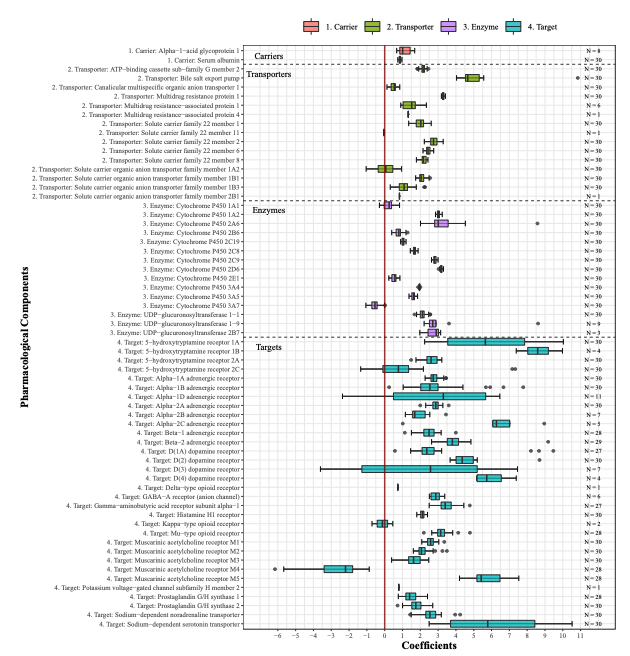 1. Carrier 2. Transporter 3. Enzyme 4. Target
1. Carrier: Alpha−1−acid glycoprotein 1 Carriers N = 8
1. Carrier: Serum albumin N = 30
2. Transporter: ATP−binding cassette sub−family G member 2 N = 30
2. Transporter: Bile salt export pump Transporters N = 30
2. Transporter: Canalicular multispecific organic anion transporter 1 N = 30
2. Transporter: Multidrug resistance protein 1 N = 30
2. Transporter: Multidrug resistance−associated protein 1 N = 6
2. Transporter: Multidrug resistance−associated protein 4 N = 1
2. Transporter: Solute carrier family 22 member 1 N = 30
2. Transporter: Solute carrier family 22 member 11 N = 1
2. Transporter: Solute carrier family 22 member 2 N = 30
2. Transporter: Solute carrier family 22 member 6 N = 30
2. Transporter: Solute carrier family 22 member 8 N = 30
2. Transporter: Solute carrier organic anion transporter family member 1A2 N = 30
2. Transporter: Solute carrier organic anion transporter family member 1B1 N = 30
2. Transporter: Solute carrier organic anion transporter family member 1B3 N = 30
2. Transporter: Solute carrier organic anion transporter family member 2B1 N = 1
3. Enzyme: Cytochrome P450 1A1 Enzymes N = 30
3. Enzyme: Cytochrome P450 1A2 N = 30
3. Enzyme: Cytochrome P450 2A6 N = 30
3. Enzyme: Cytochrome P450 2B6 N = 30
3. Enzyme: Cytochrome P450 2C19 N = 30
3. Enzyme: Cytochrome P450 2C8 N = 30
3. Enzyme: Cytochrome P450 2C9 N = 30
3. Enzyme: Cytochrome P450 2D6 N = 30
3. Enzyme: Cytochrome P450 2E1 N = 30
3. Enzyme: Cytochrome P450 3A4 N = 30
3. Enzyme: Cytochrome P450 3A5 N = 30
3. Enzyme: Cytochrome P450 3A7 N = 30
3. Enzyme: UDP−glucuronosyltransferase 1−1 N = 30
3. Enzyme: UDP−glucuronosyltransferase 1−9 N = 9
3. Enzyme: UDP−glucuronosyltransferase 2B7 N = 3
4. Target: 5−hydroxytryptamine receptor 1A Targets N = 30
4. Target: 5−hydroxytryptamine receptor 1B N = 4
4. Target: 5−hydroxytryptamine receptor 2A N = 30
4. Target: 5−hydroxytryptamine receptor 2C N = 30
4. Target: Alpha−1A adrenergic receptor N = 30
4. Target: Alpha−1B adrenergic receptor N = 30
4. Target: Alpha−1D adrenergic receptor N = 11
4. Target: Alpha−2A adrenergic receptor N = 30
4. Target: Alpha−2B adrenergic receptor N = 7
4. Target: Alpha−2C adrenergic receptor N = 5
4. Target: Beta−1 adrenergic receptor N = 28
4. Target: Beta−2 adrenergic receptor N = 29
4. Target: D(1A) dopamine receptor N = 30
4. Target: D(2) dopamine receptor N = 30
4. Target: D(3) dopamine receptor N = 7
4. Target: D(4) dopamine receptor N = 4
4. Target: Delta−type opioid receptor N = 1
4. Target: GABA−A receptor (anion channel) N = 6
4. Target: Gamma−aminobutyric acid receptor subunit alpha−1 N = 27
4. Target: Histamine H1 receptor N = 30
4. Target: Kappa−type opioid receptor N = 2
4. Target: Mu−type opioid receptor N = 28
4. Target: Muscarinic acetylcholine receptor M1 N = 30
4. Target: Muscarinic acetylcholine receptor M2 N = 30
4. Target: Muscarinic acetylcholine receptor M3 N = 30
4. Target: Muscarinic acetylcholine receptor M4 N = 28
4. Target: Muscarinic acetylcholine receptor M5 N = 28
4. Target: Potassium voltage−gated channel subfamily H member 2 N = 1
4. Target: Prostaglandin G/H synthase 1 N = 28
4. Target: Prostaglandin G/H synthase 2 N = 30
4. Target: Sodium−dependent noradrenaline transporter N = 30
4. Target: Sodium−dependent serotonin transporter N = 30
−6 −5 −4 −3 −2 −1 0 1 2 3 4 5 6 7 8 9 10 11
Coefficients
Pharmacological Components